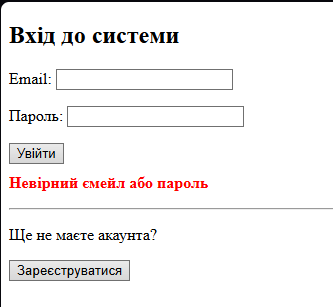 Вхід до системи
Email:
Пароль:
Увійти
Невірний ємейл або пароль
Ще не маєте акаунта?
Зареєструватися